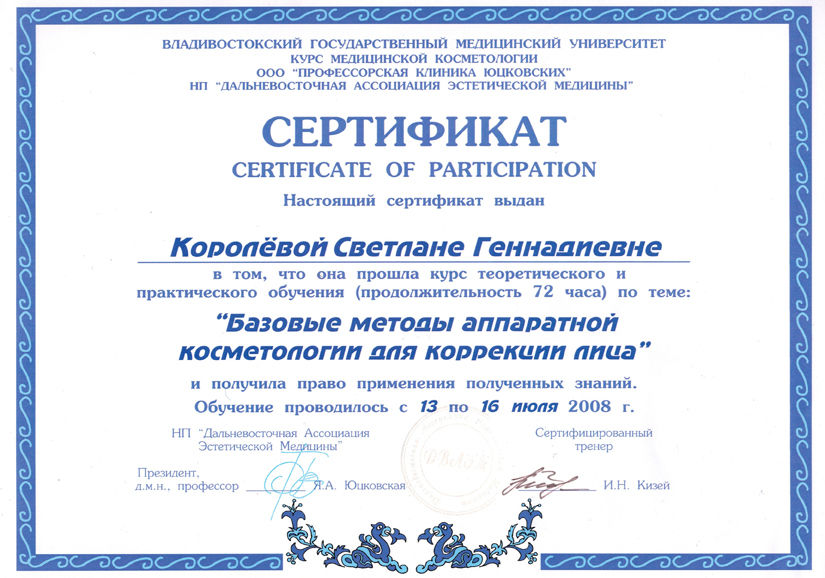 ВЛАДИВОСТОКСКИЙ ГОСУДАРСТВЕННЫЙ МЕДИЦИНСКИЙ УНИВЕРСИТЕТ
КУРС МЕДИЦИНСКОЙ КОСМЕТОЛОГИИ
ООО "ПРОФЕССОРСКАЯ КЛИНИКА ЮЦКОВСКИХ"
НП "ДАЛЬНЕВОСТОЧНАЯ АССОЦИАЦИЯ ЭСТЕТИЧЕСКОЙ МЕДИЦИНЫ"
СЕРТИФИКАТ
CERTIFICATE OF PARTICIPATION
Настоящий сертификат выдан
Королёвой Светлане Геннадиевне
в том, что она прошла курс теоретического и
практического обучения (продолжительность 72 часа) по теме:
"Базовые методы аппаратной
косметологии для коррекции лица"
и получила право применения полученных знаний.
Обучение проводилось с 13 по 16 июля 2008 г.
НП "Дальневосточная Ассоциация
Эстетической Медицины"
Президент,
д.м.н., профессор Я.А. Юцковская
Сертифицированный
тренер
И.Н. Кизей